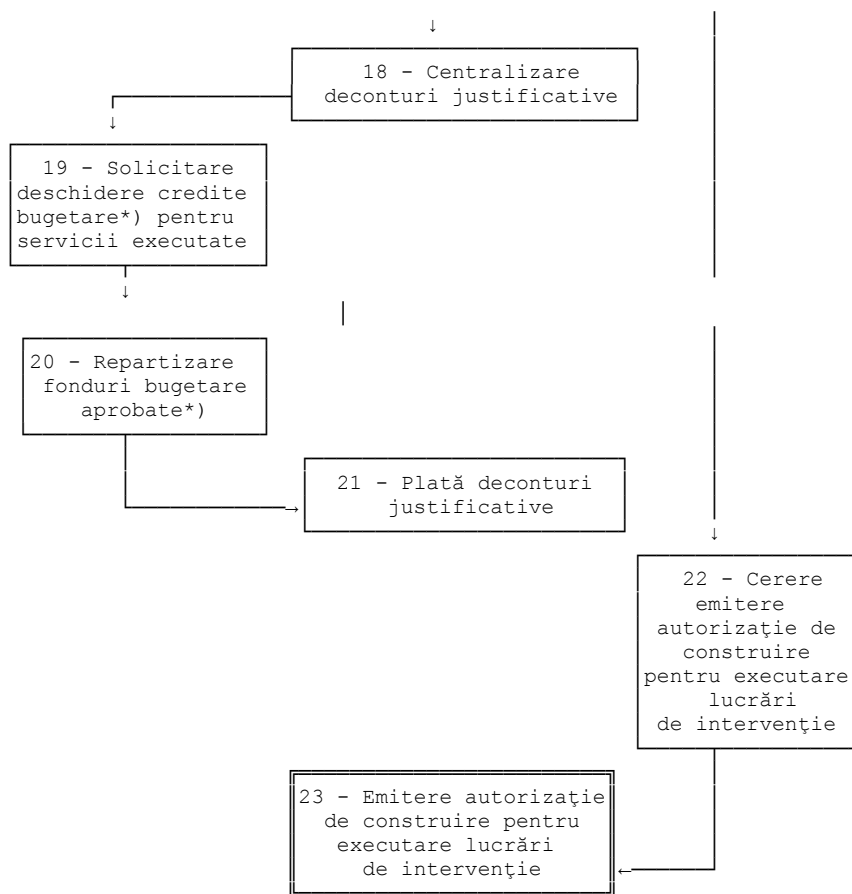 18 - Centralizare
deconturi justificative
19 - Solicitare
deschidere credite
bugetare*) pentru
servicii executate
20 - Repartizare
fonduri bugetare
aprobate*)
21 - Plată deconturi
justificative
22 - Cerere
emitere
autorizaţie de
construire
pentru executare
lucrări
de intervenţie
23 - Emitere autorizaţie
de construire pentru
executare lucrări
de intervenţie